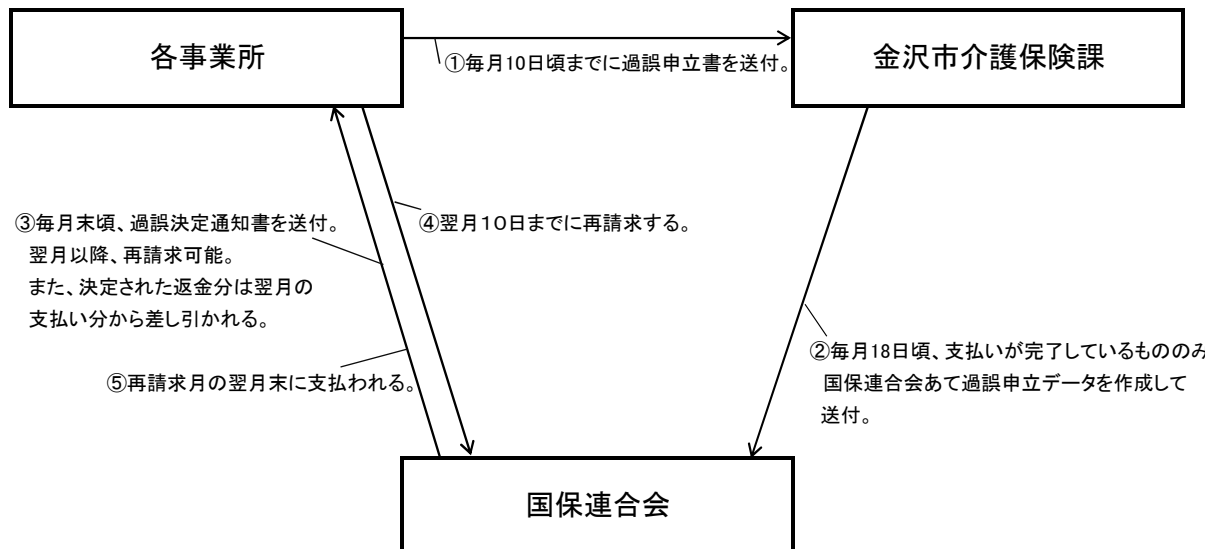 各事業所
金沢市介護保険課
①毎月10日頃までに過誤申立書を送付。
③毎月末頃、過誤決定通知書を送付。
翌月以降、再請求可能。
また、決定された返金分は翌月の
支払い分から差し引かれる。
④翌月１０日までに再請求する。
②毎月18日頃、支払いが完了しているもののみ
国保連合会あて過誤申立データを作成して
送付。
⑤再請求月の翌月末に支払われる。
国保連合会